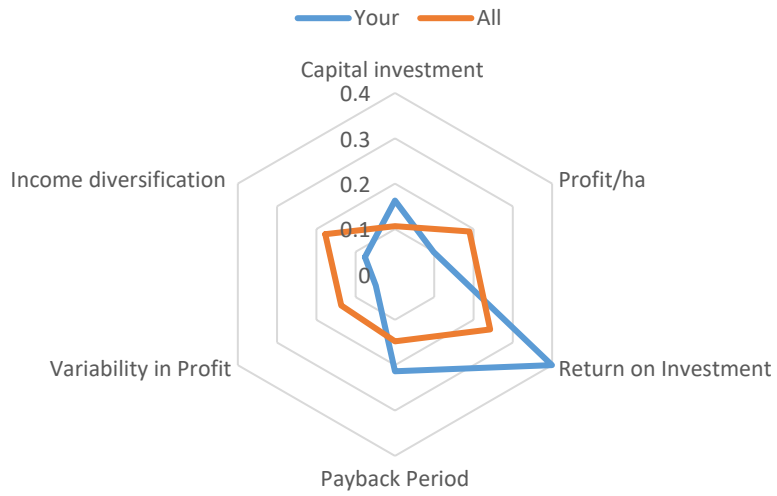 Your All
Capital investment
0.4
0.3
Income diversification 0.2 Profit/ha
0.1
0
Variability in Profit Return on Investment
Payback Period